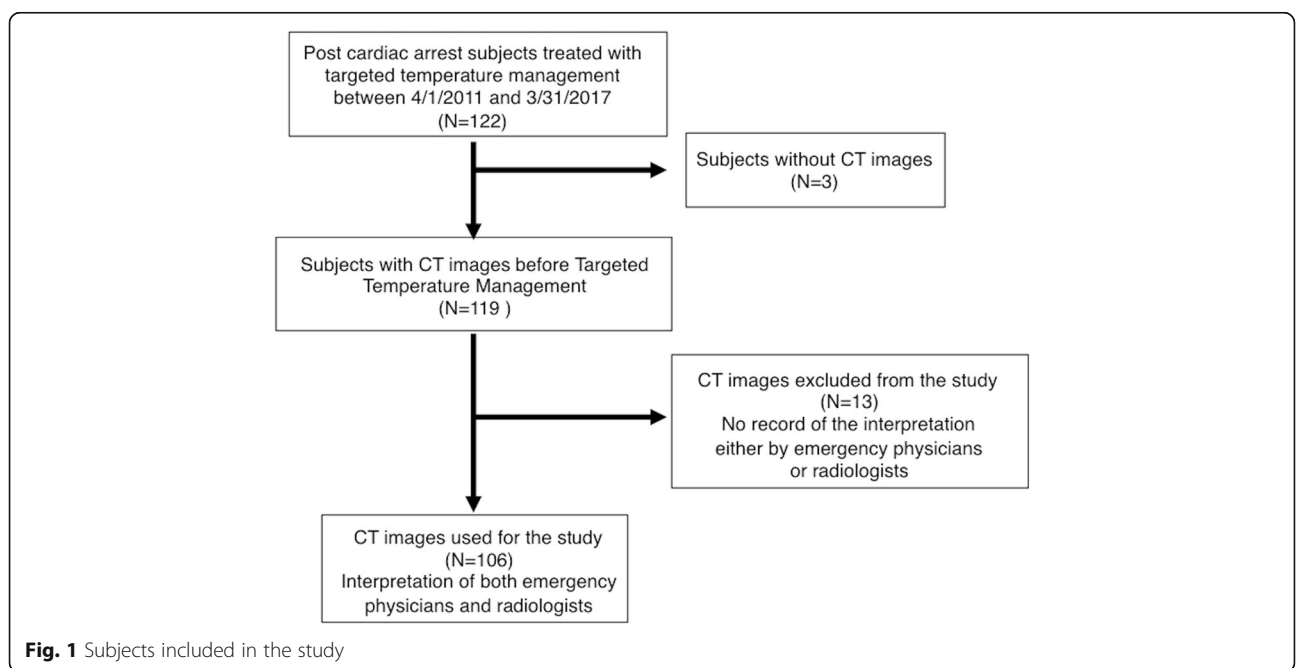 Post cardiac arrest subjects treated with
targeted temperature management
between 4/1/2011 and 3/31/2017
(N=122)
Subjects without CT images
(N=3)
Subjects with CT images before Targeted
Temperature Management
(N=119 )
CT images excluded from the study
(N=13)
No record of the interpretation
either by emergency physicians
or radiologists
CT images used for the study
(N=106)
Interpretation of both emergency
physicians and radiologists
Fig. 1 Subjects included in the study